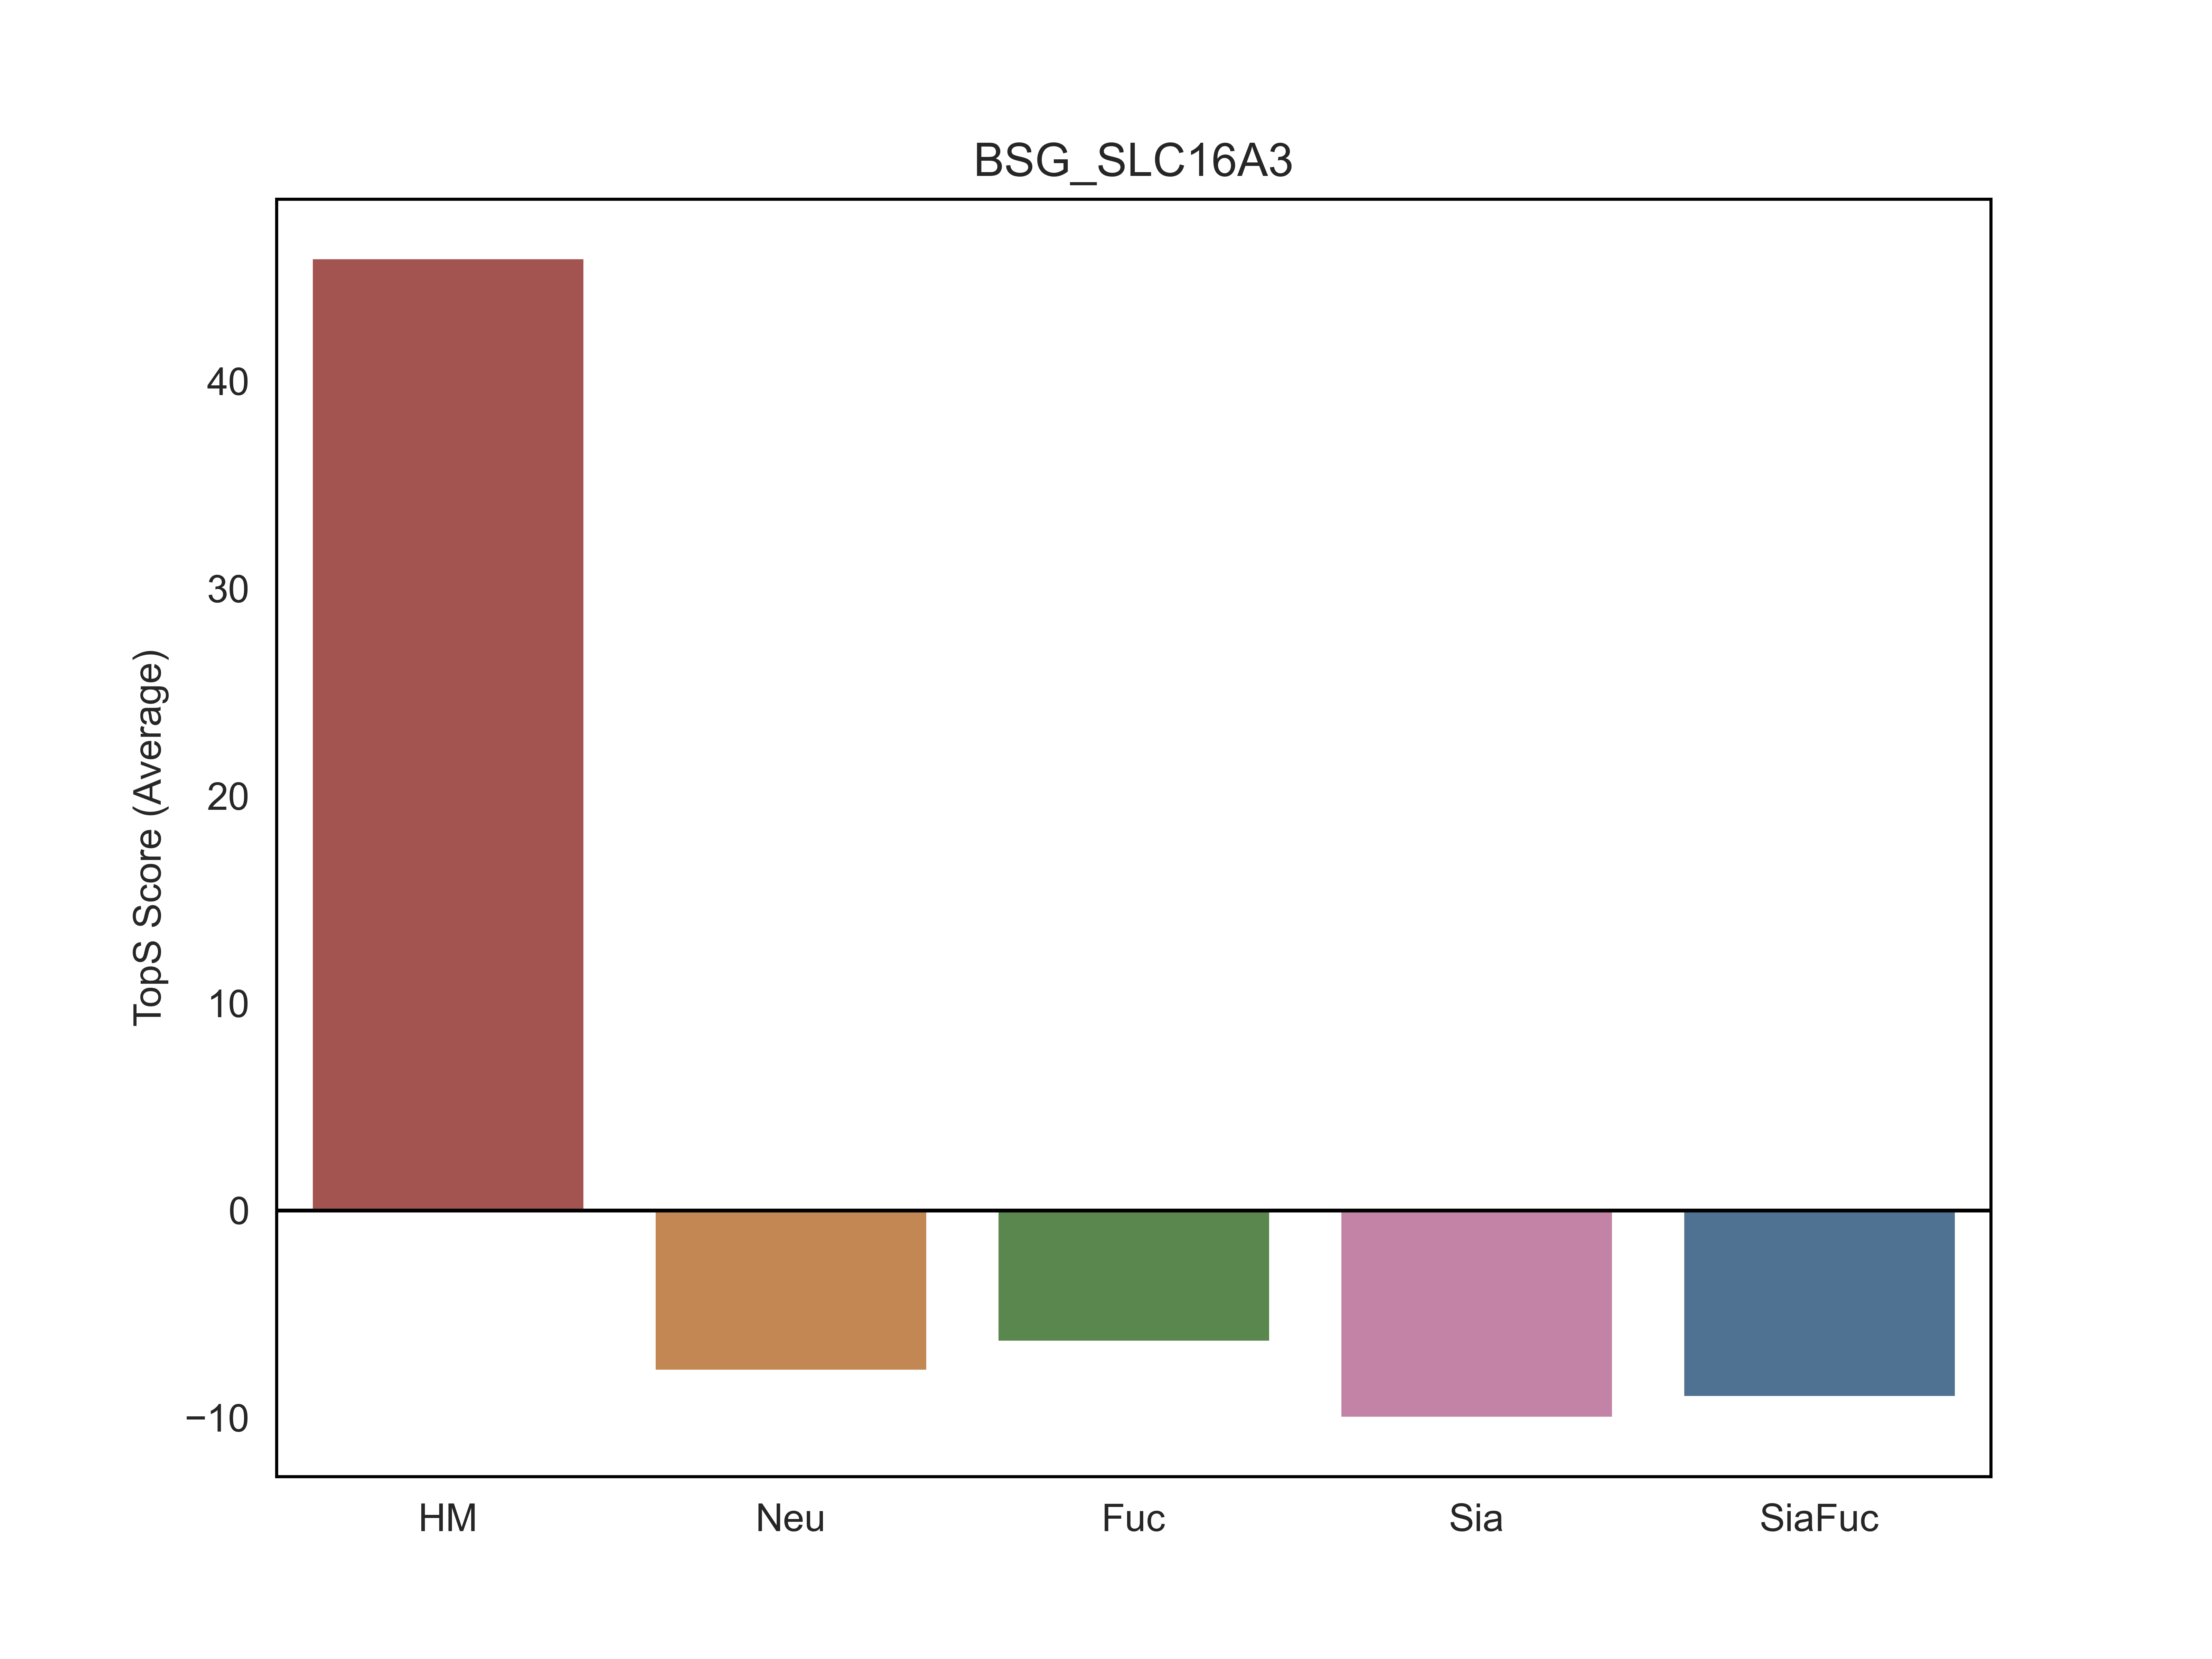 BSG_SLC16A3
TopS Score (Average)
40
30
20
10
0
−10
HM
Neu
Fuc
Sia
SiaFuc